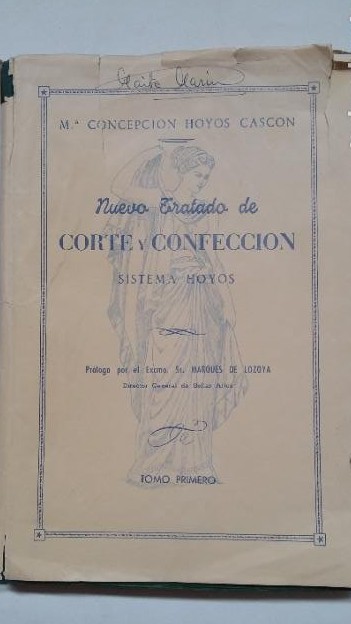 Mª CONCEPCION HOYOS CASCON
Nuevo Tratado de
CORTE Y CONFECCION
SISTEMA HOYOS
Prólogo por el Excmo. Sr. MARQUES DE LOZOYA
Director General de Bellas Artes
TOMO PRIMERO